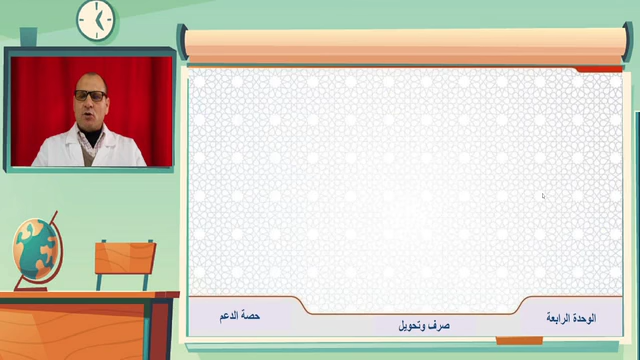 الوحدة الرابعة
صرف وتحويل
حصة الدعم